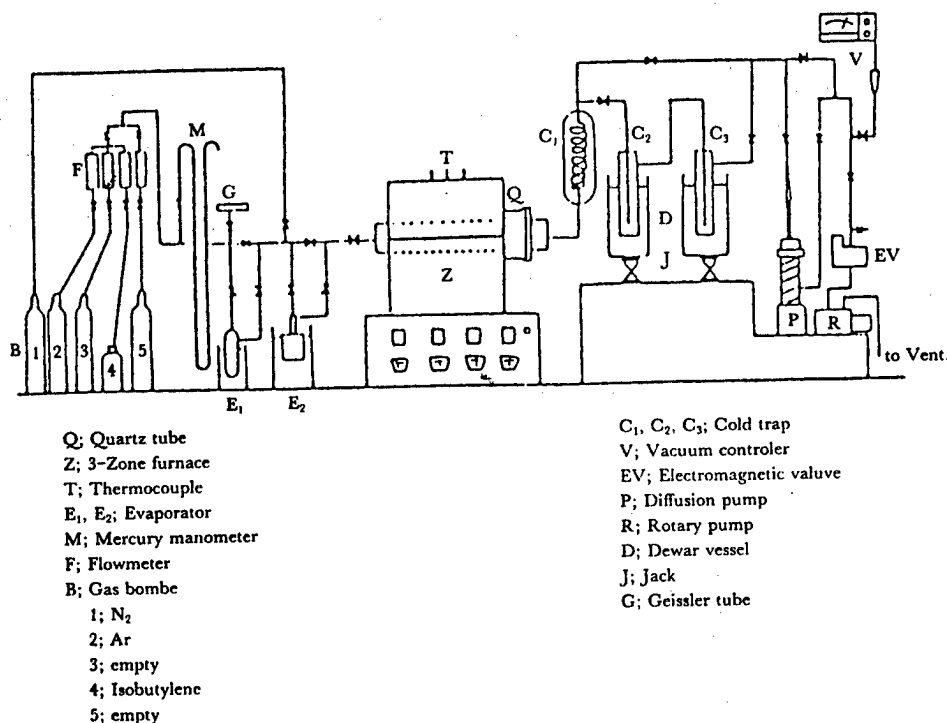 V
M
F
G
T
Q
C₁
C₂
C₃
D
Z
J
EV
P
R
B
1
2
3
4
5
to Vent.
E₁
E₂
Q; Quartz tube
Z; 3-Zone furnace
T; Thermocouple
E₁, E₂; Evaporator
M; Mercury manometer
F; Flowmeter
B; Gas bombe
1; N₂
2; Ar
3; empty
4; Isobutylene
5; empty
C₁, C₂, C₃; Cold trap
V; Vacuum controler
EV; Electromagnetic valuve
P; Diffusion pump
R; Rotary pump
D; Dewar vessel
J; Jack
G; Geissler tube